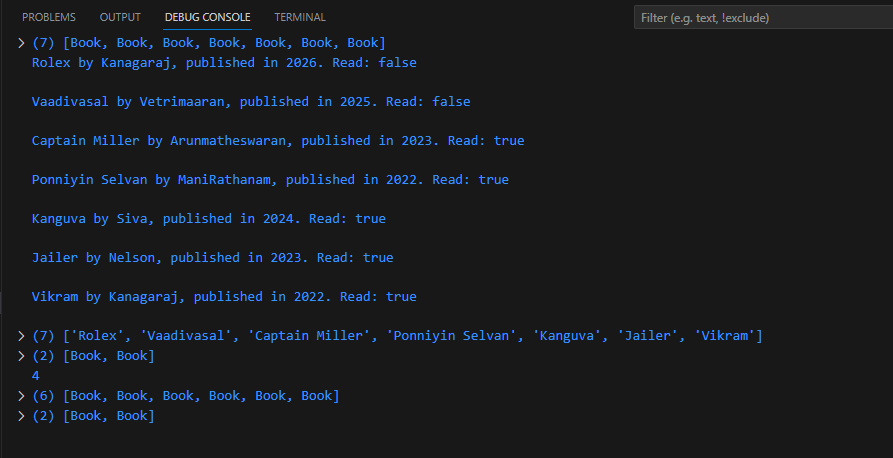 PROBLEMS OUTPUT DEBUG CONSOLE TERMINAL Filter (e.g. text, !exclude)
> (7) [Book, Book, Book, Book, Book, Book, Book]
Rolex by Kanagaraj, published in 2026. Read: false
Vaadivasal by Vetrimaaran, published in 2025. Read: false
Captain Miller by Arunmatheswaran, published in 2023. Read: true
Ponniyin Selvan by ManiRathanam, published in 2022. Read: true
Kanguva by Siva, published in 2024. Read: true
Jailer by Nelson, published in 2023. Read: true
Vikram by Kanagaraj, published in 2022. Read: true
> (7) ['Rolex', 'Vaadivasal', 'Captain Miller', 'Ponniyin Selvan', 'Kanguva', 'Jailer', 'Vikram']
> (2) [Book, Book]
4
> (6) [Book, Book, Book, Book, Book, Book]
> (2) [Book, Book]